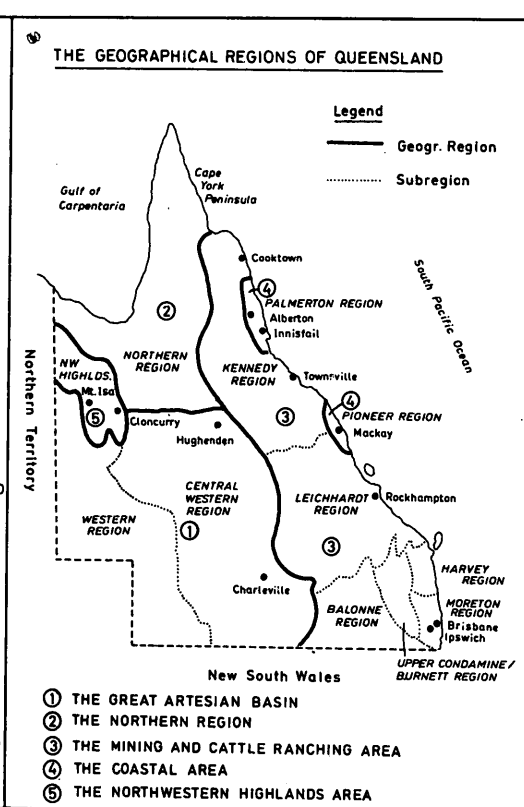 THE GEOGRAPHICAL REGIONS OF QUEENSLAND
Legend
Geogr. Region
Subregion
Gulf of
Carpentaria
Cape
York
Peninsula
Cooktown
④
PALMERTON REGION
Alberton
Innisfail
South Pacific Ocean
②
NORTHERN
REGION
KENNEDY
REGION
Townsville
Northern Territory
NW
HIGHLDS.
Mt.Isa
⑤
Cloncurry
Hughenden
③
④
PIONEER REGION
Mackay
CENTRAL
WESTERN
REGION
①
WESTERN
REGION
LEICHHARDT
REGION
Rockhampton
③
Charleville
HARVEY
REGION
BALONNE
REGION
MORETON
REGION
Brisbane
Ipswich
UPPER CONDAMINE/
BURNETT REGION
New South Wales
① THE GREAT ARTESIAN BASIN
② THE NORTHERN REGION
③ THE MINING AND CATTLE RANCHING AREA
④ THE COASTAL AREA
⑤ THE NORTHWESTERN HIGHLANDS AREA